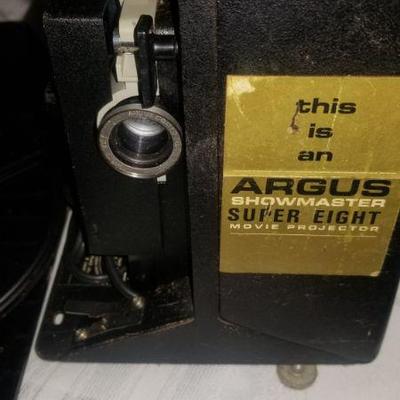 this
is
an
ARGUS
SHOWMASTER
SUPER EIGHT
MOVIE PROJECTOR